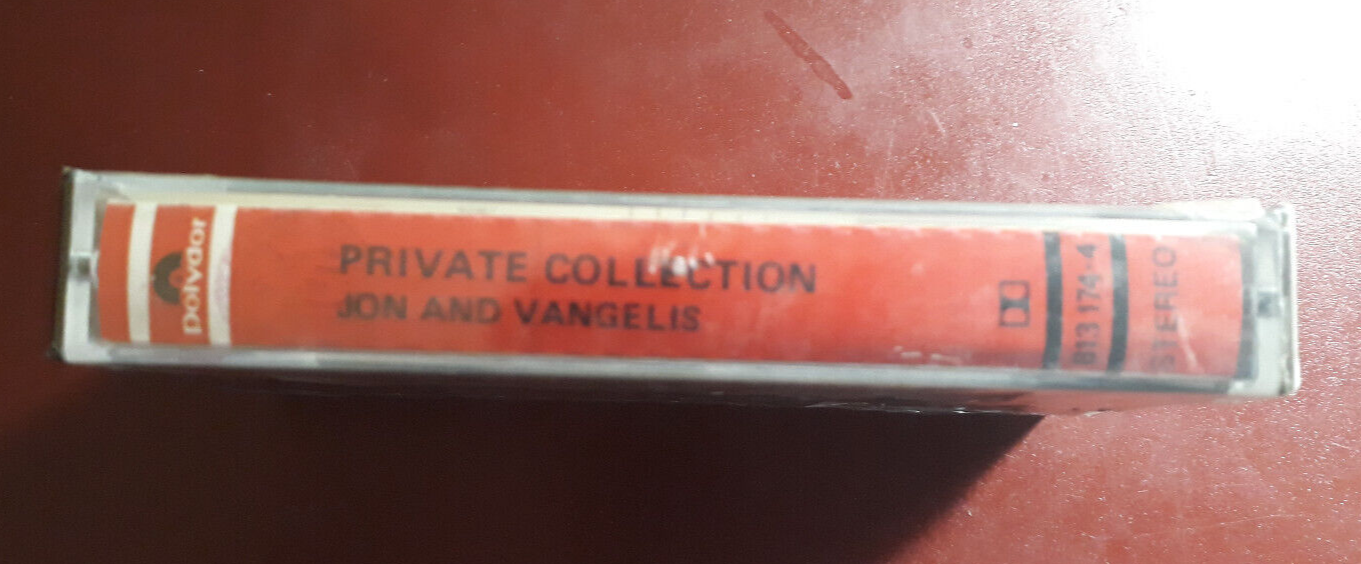 polydor
PRIVATE COLLECTION
JON AND VANGELIS
813 174-4
STEREO